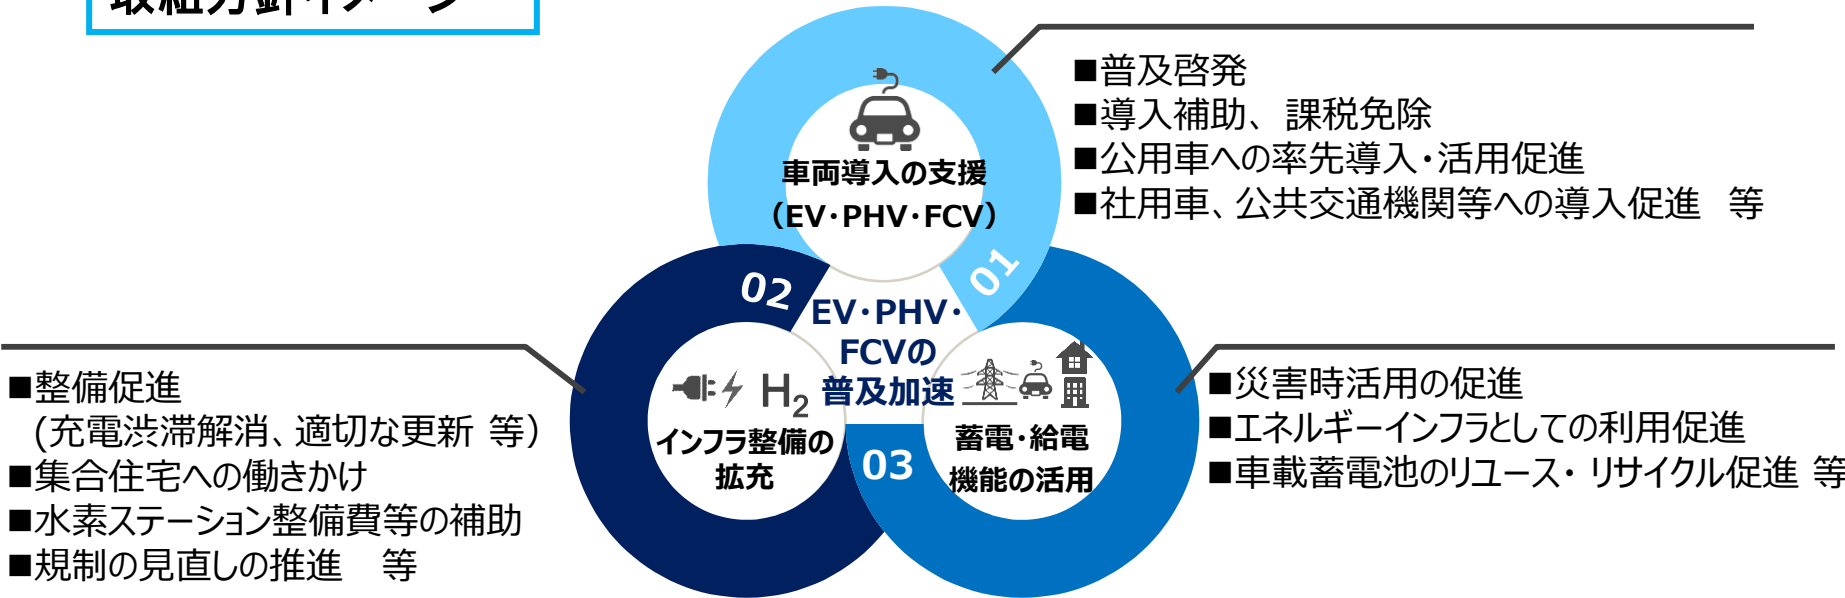 取組方針イメージ
■普及啓発
■導入補助、課税免除
■公用車への率先導入・活用促進
■社用車、公共交通機関等への導入促進　等
車両導入の支援
（EV・PHV・FCV）
01
02
EV・PHV・
FCVの
普及加速
H2
インフラ整備の
拡充
03
蓄電・給電
機能の活用
■整備促進
(充電渋滞解消、適切な更新 等）
■集合住宅への働きかけ
■水素ステーション整備費等の補助
■規制の見直しの推進　等
■災害時活用の促進
■エネルギーインフラとしての利用促進
■車載蓄電池のリユース・リサイクル促進 等